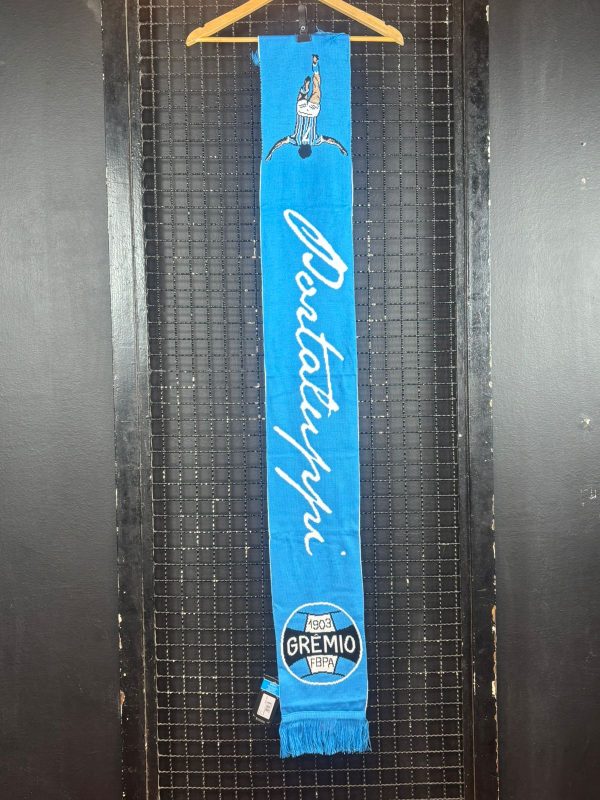 Portaluppi
1903
GRÊMIO
FBPA